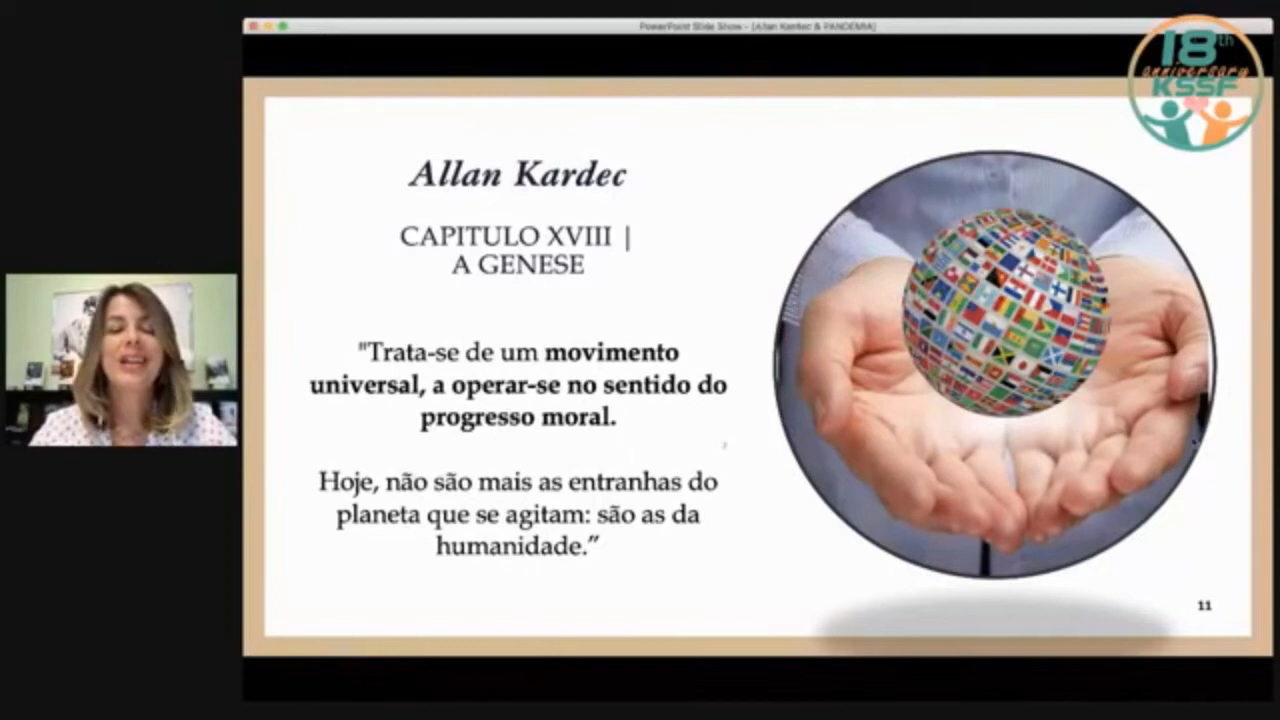 PowerPoint Slide Show - [Allan Kardec & PANDEMIA]
18th
anniversary
KSSF
Allan Kardec
CAPITULO XVIII |
A GENESE
"Trata-se de um movimento
universal, a operar-se no sentido do
progresso moral.
Hoje, não são mais as entranhas do
planeta que se agitam: são as da
humanidade.”
11